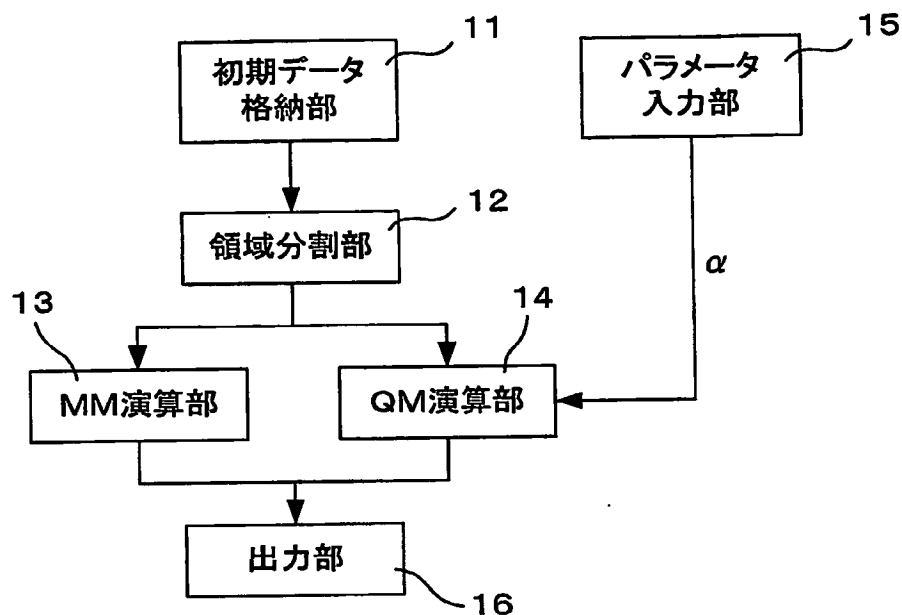 11
初期データ
格納部
15
パラメータ
入力部
12
領域分割部
α
13
MM演算部
14
QM演算部
出力部
16